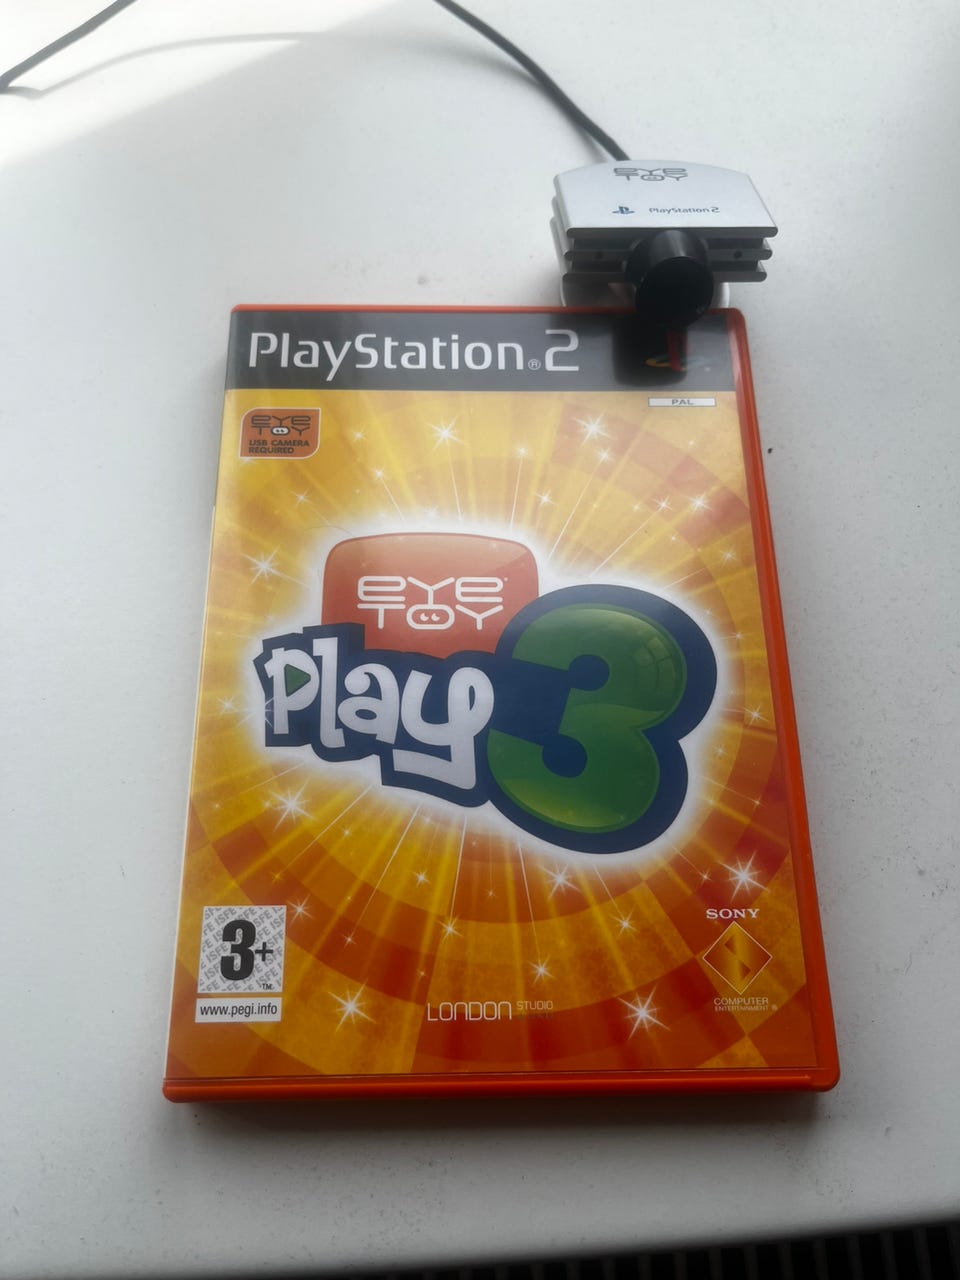 EYE
TOY
PlayStation 2
PlayStation® 2
PAL
EYE
TOY
USB CAMERA
REQUIRED
EYE
TOY
Play 3
3+
TM
www.pegi.info
LONDON STUDIO
SONY
COMPUTER
ENTERTAINMENT®